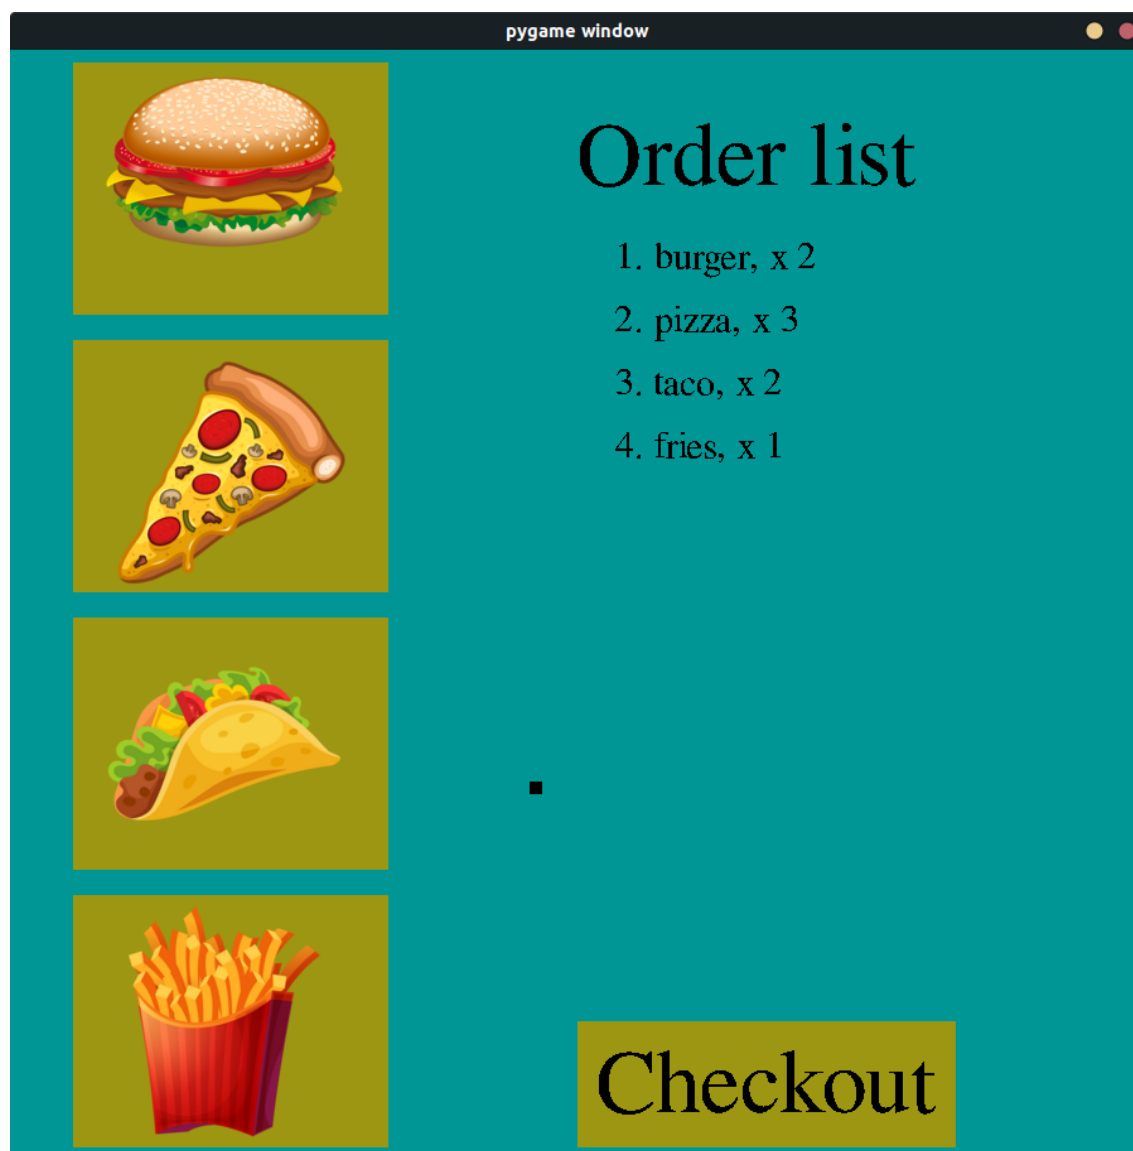 pygame window
Order list
1. burger, x 2
2. pizza, x 3
3. taco, x 2
4. fries, x 1
Checkout